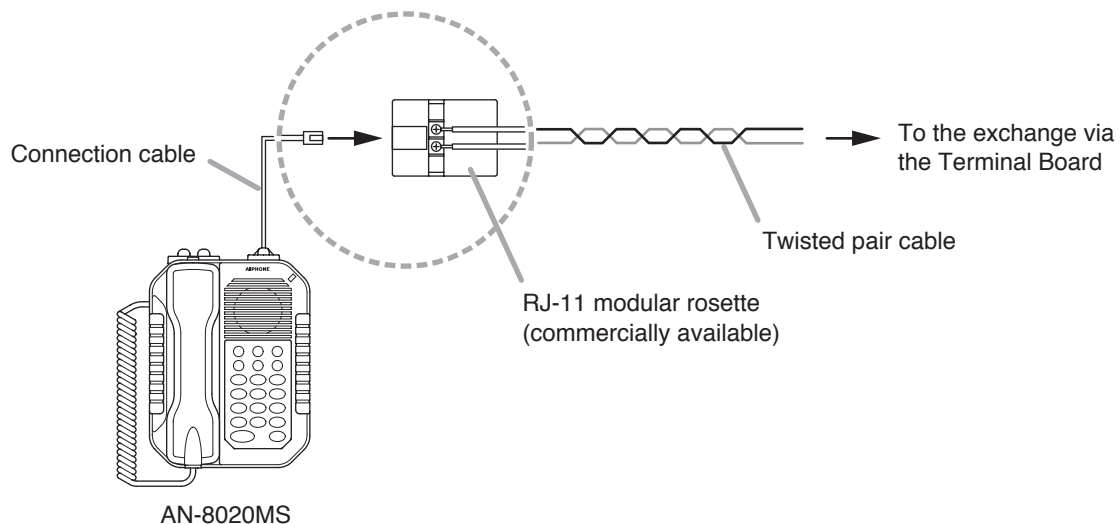 Connection cable
To the exchange via
the Terminal Board
Twisted pair cable
RJ-11 modular rosette
(commercially available)
AIPHONE
AN-8020MS